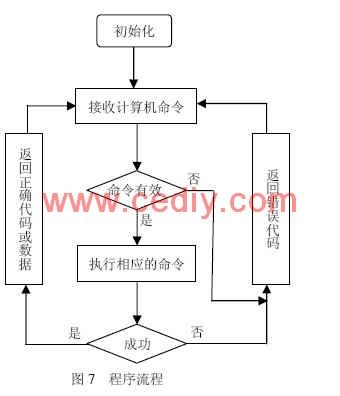 初始化
接收计算机命令
返回正确代码或数据
命令有效
否
返回错误代码
www.cediy.com
是
执行相应的命令
是
成功
否
图 7 程序流程